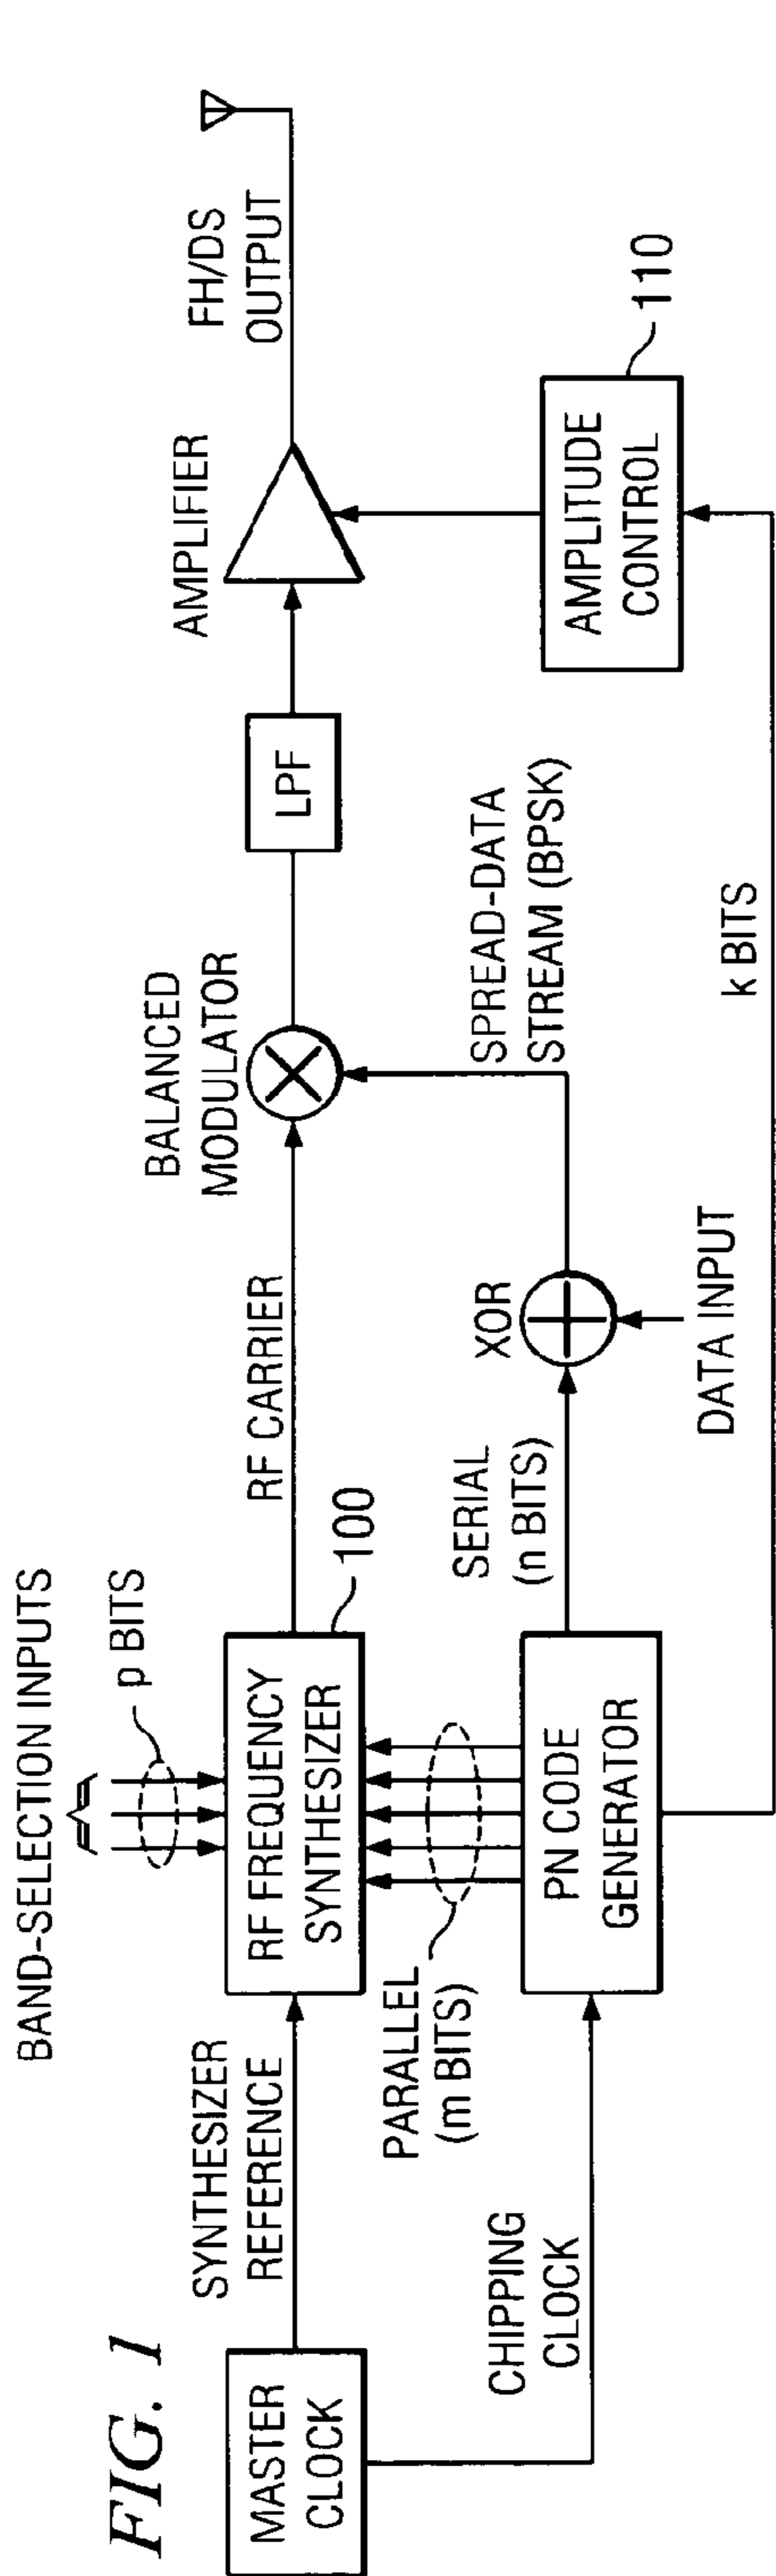 FIG. 1
MASTER
CLOCK
SYNTHESIZER
REFERENCE
CHIPPING
CLOCK
BAND-SELECTION INPUTS
p BITS
RF FREQUENCY
SYNTHESIZER
100
PARALLEL
(m BITS)
PN CODE
GENERATOR
RF CARRIER
SERIAL
(n BITS)
XOR
DATA INPUT
BALANCED
MODULATOR
SPREAD-DATA
STREAM (BPSK)
k BITS
LPF
AMPLIFIER
AMPLITUDE
CONTROL
110
FH/DS
OUTPUT